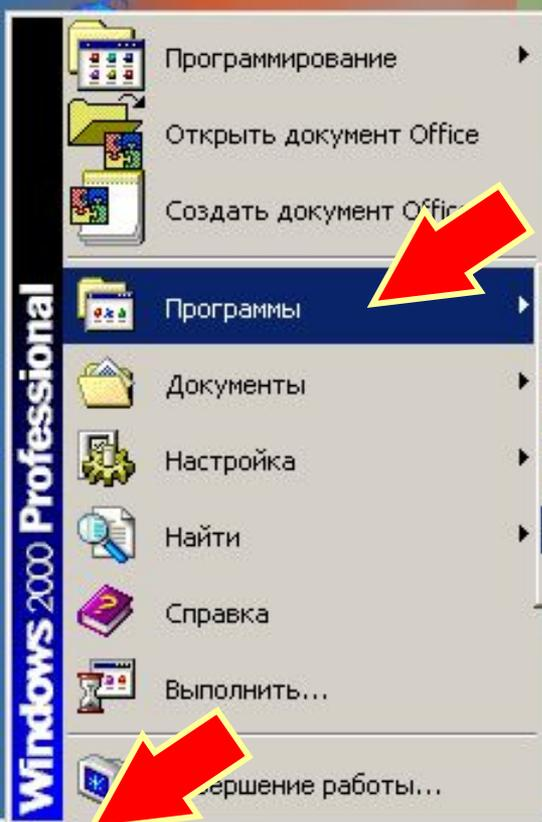 Программирование
Открыть документ Office
Создать документ
Программы
Документы
Настройка
Найти
Справка
Выполнить...
работы...
Windows 2000 Professional